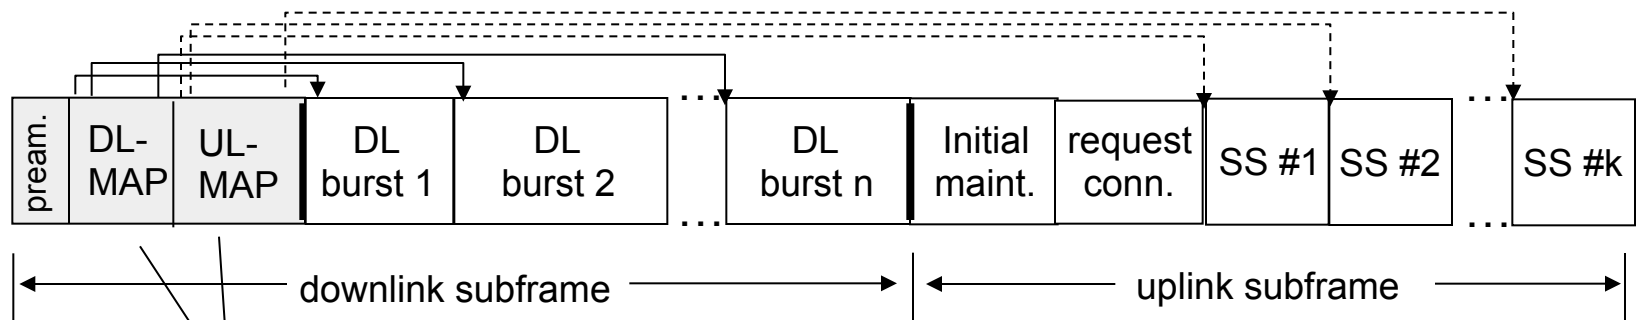 pream.
DL-
MAP
UL-
MAP
DL
burst 1
DL
burst 2
...
...
DL
burst n
Initial
maint.
request
conn.
SS #1
SS #2
...
...
SS #k
downlink subframe
uplink subframe